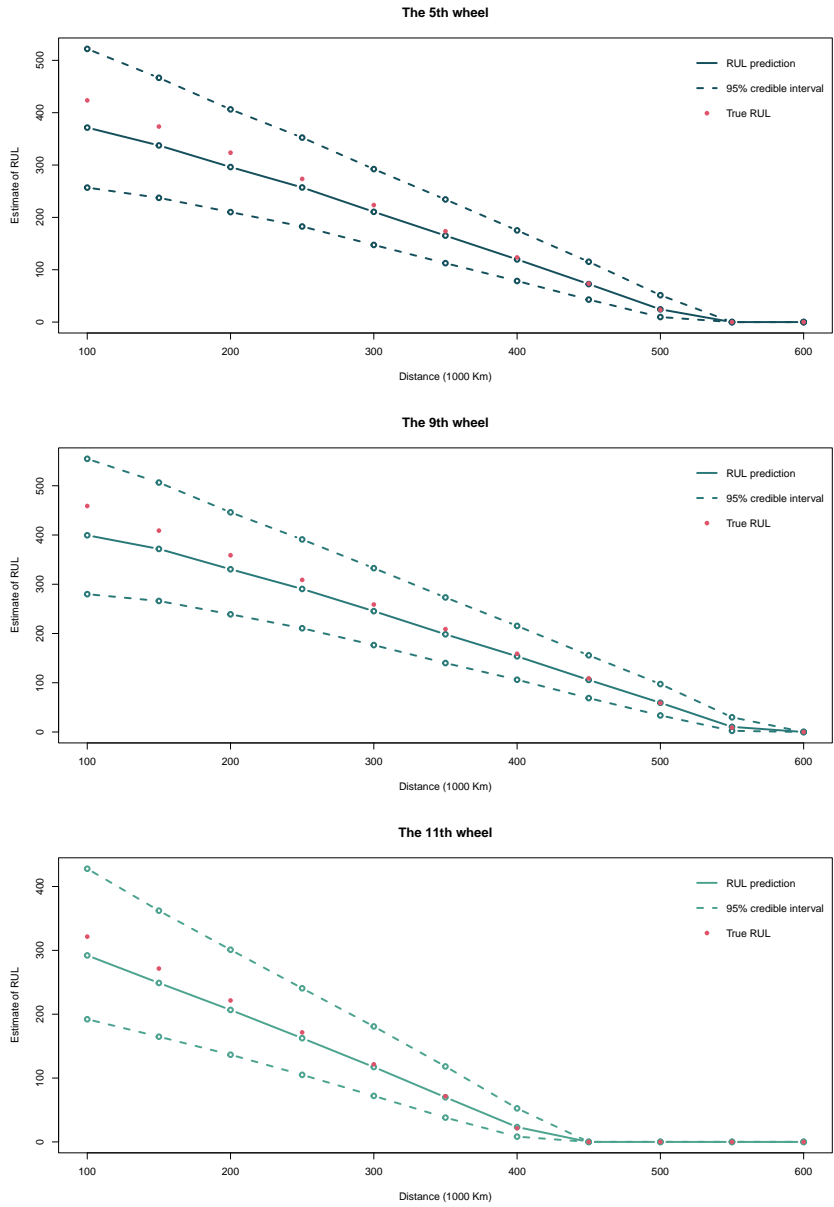 The 5th wheel
500
400
300
200
100
0
Estimate of RUL
RUL prediction
95% credible interval
True RUL
100 200 300 400 500 600
Distance (1000 Km)
The 9th wheel
500
400
300
200
100
0
Estimate of RUL
RUL prediction
95% credible interval
True RUL
100 200 300 400 500 600
Distance (1000 Km)
The 11th wheel
400
300
200
100
0
Estimate of RUL
RUL prediction
95% credible interval
True RUL
100 200 300 400 500 600
Distance (1000 Km)